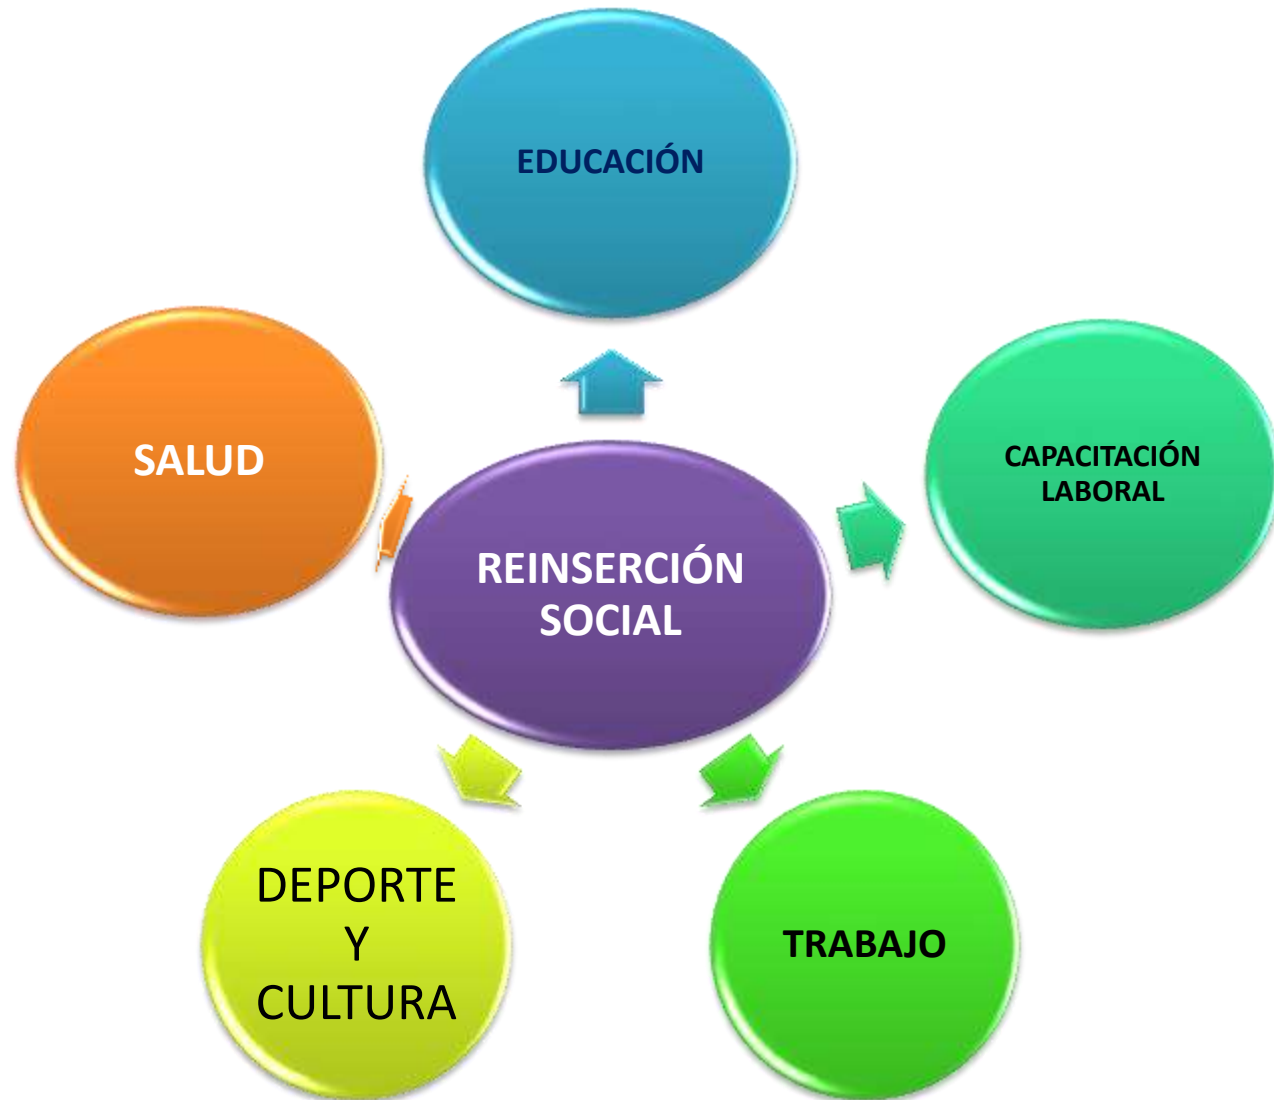 EDUCACIÓN
SALUD
CAPACITACIÓN
LABORAL
REINSERCIÓN
SOCIAL
DEPORTE
Y
CULTURA
TRABAJO